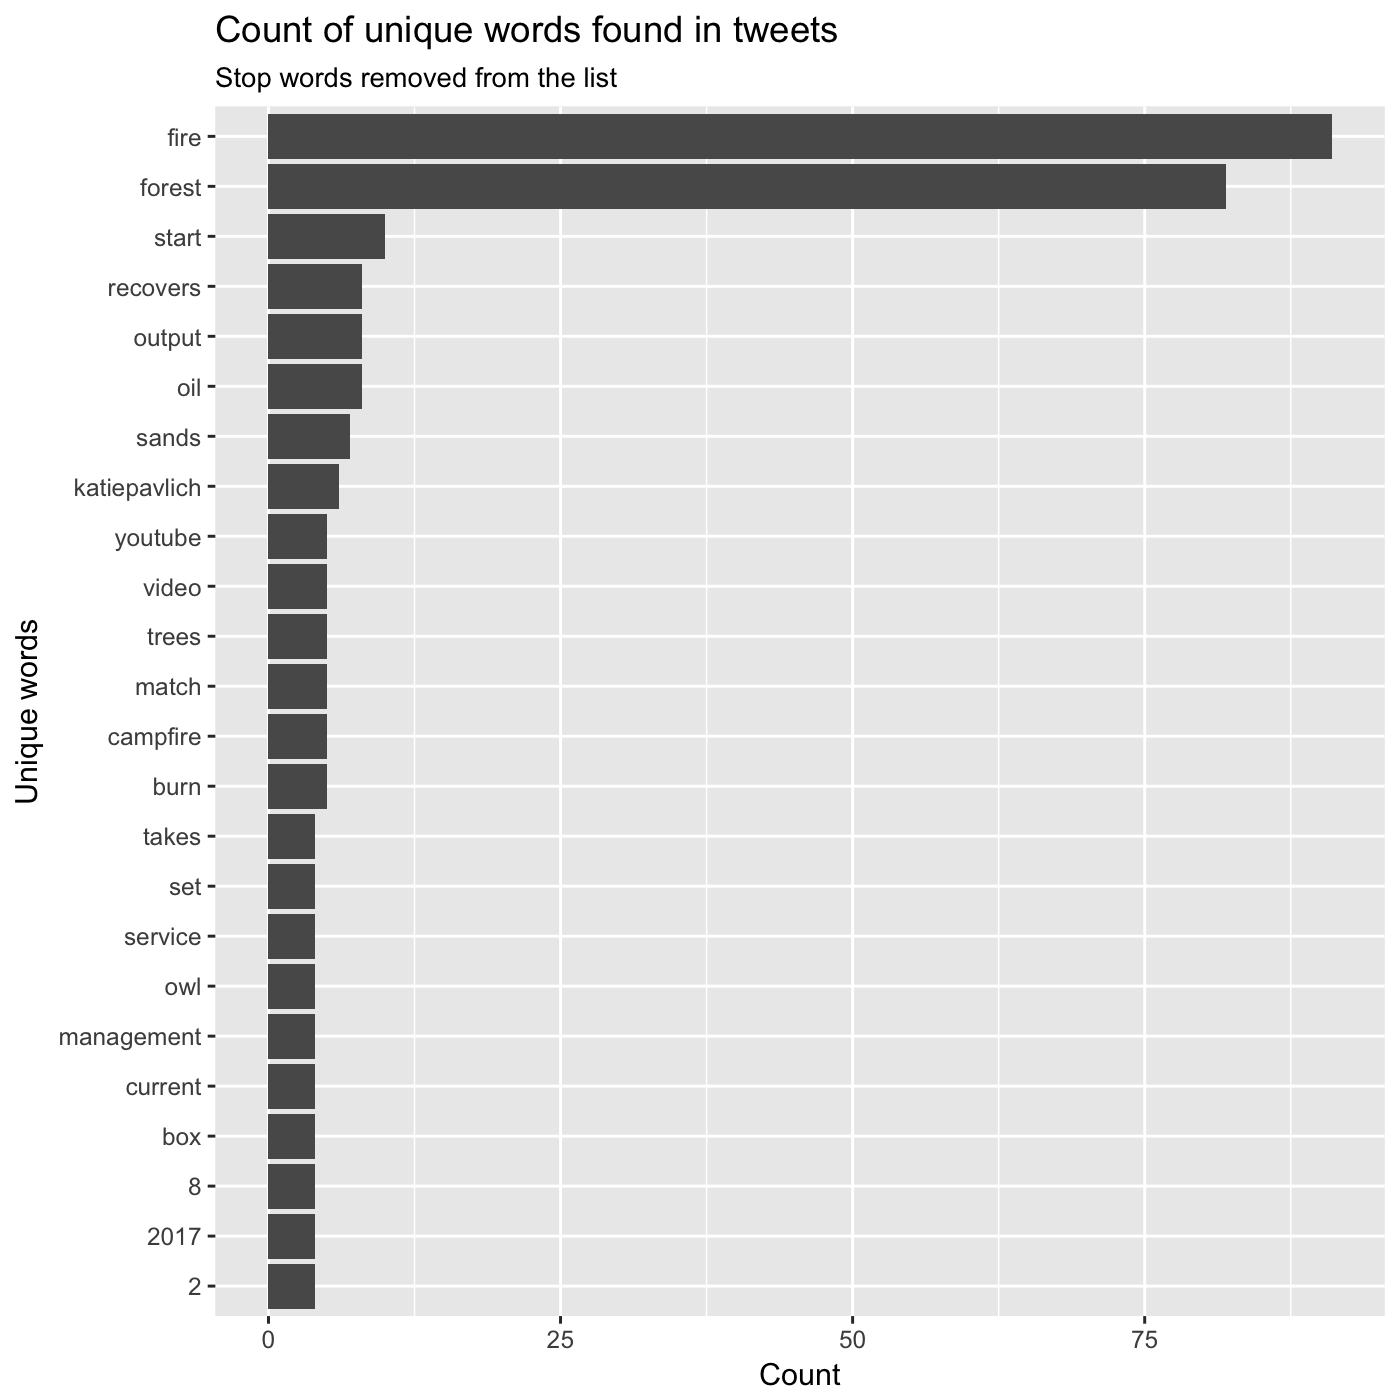 Count of unique words found in tweets
Stop words removed from the list
Unique words
fire
forest
start
recovers
output
oil
sands
katiepavlich
youtube
video
trees
match
campfire
burn
takes
set
service
owl
management
current
box
8
2017
2
0 25 50 75
Count